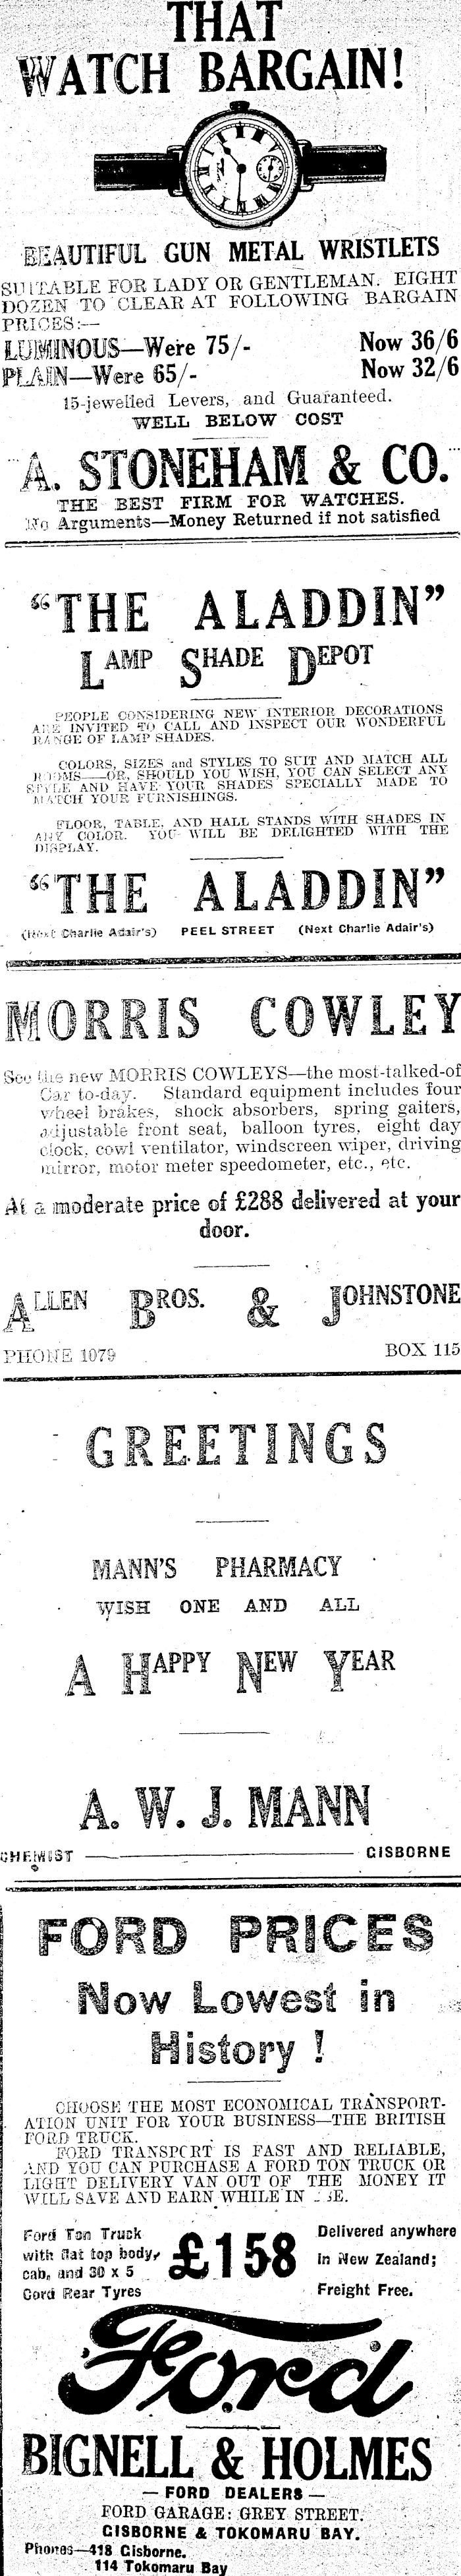 THAT
WATCH BARGAIN!
BEAUTIFUL GUN METAL WRISTLETS
SUITABLE FOR LADY OR GENTLEMAN. EIGHT
DOZEN TO CLEAR AT FOLLOWING BARGAIN
PRICES:—
LUMINOUS—Were 75/- Now 36/6
PLAIN—Were 65/- Now 32/6
15-jewelled Levers, and Guaranteed.
WELL BELOW COST
A. STONEHAM & CO.
THE BEST FIRM FOR WATCHES.
No Arguments—Money Returned if not satisfied
"THE ALADDIN"
LAMP SHADE DEPOT
PEOPLE CONSIDERING NEW INTERIOR DECORATIONS
ARE INVITED TO CALL AND INSPECT OUR WONDERFUL
RANGE OF LAMP SHADES.
COLORS, SIZES and STYLES TO SUIT AND MATCH ALL
ROOMS—OR, SHOULD YOU WISH, YOU CAN SELECT ANY
STYLE AND HAVE YOUR SHADES SPECIALLY MADE TO
MATCH YOUR FURNISHINGS.
FLOOR, TABLE, AND HALL STANDS WITH SHADES IN
ANY COLOR. YOU WILL BE DELIGHTED WITH THE
DISPLAY.
"THE ALADDIN"
(Next Charlie Adair's) PEEL STREET (Next Charlie Adair's)
MORRIS COWLEY
See the new MORRIS COWLEYS—the most-talked-of
Car to-day. Standard equipment includes four
wheel brakes, shock absorbers, spring gaiters,
adjustable front seat, balloon tyres, eight day
clock, cowl ventilator, windscreen wiper, driving
mirror, motor meter speedometer, etc., etc.
At a moderate price of £288 delivered at your
door.
ALLEN BROS. & JOHNSTONE
PHONE 1079 BOX 115
GREETINGS
MANN'S PHARMACY
WISH ONE AND ALL
A HAPPY NEW YEAR
A. W. J. MANN
CHEMIST — GISBORNE
FORD PRICES
Now Lowest in
History !
CHOOSE THE MOST ECONOMICAL TRANSPORT-
ATION UNIT FOR YOUR BUSINESS—THE BRITISH
FORD TRUCK.
FORD TRANSPORT IS FAST AND RELIABLE,
AND YOU CAN PURCHASE A FORD TON TRUCK OR
LIGHT DELIVERY VAN OUT OF THE MONEY IT
WILL SAVE AND EARN WHILE IN
Ford Ton Truck
with flat top body,
cab, and 30 x 5
Cord Rear Tyres
£158
Delivered anywhere
in New Zealand;
Freight Free.
Ford
BIGNELL & HOLMES
— FORD DEALERS —
FORD GARAGE: GREY STREET.
GISBORNE & TOKOMARU BAY.
Phones—418 Gisborne.
114 Tokomaru Bay